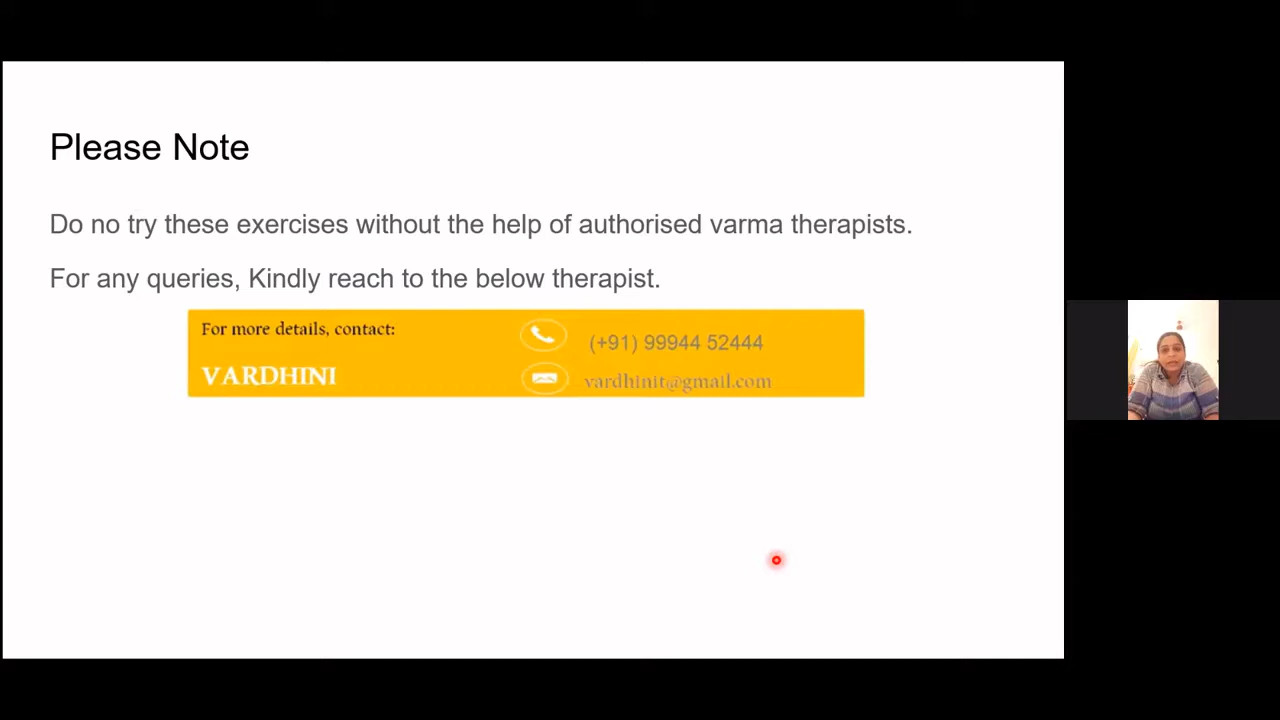 Please Note
Do no try these exercises without the help of authorised varma therapists.
For any queries, Kindly reach to the below therapist.
For more details, contact:
(+91) 99944 52444
VARDHINI
vardhinit@gmail.com